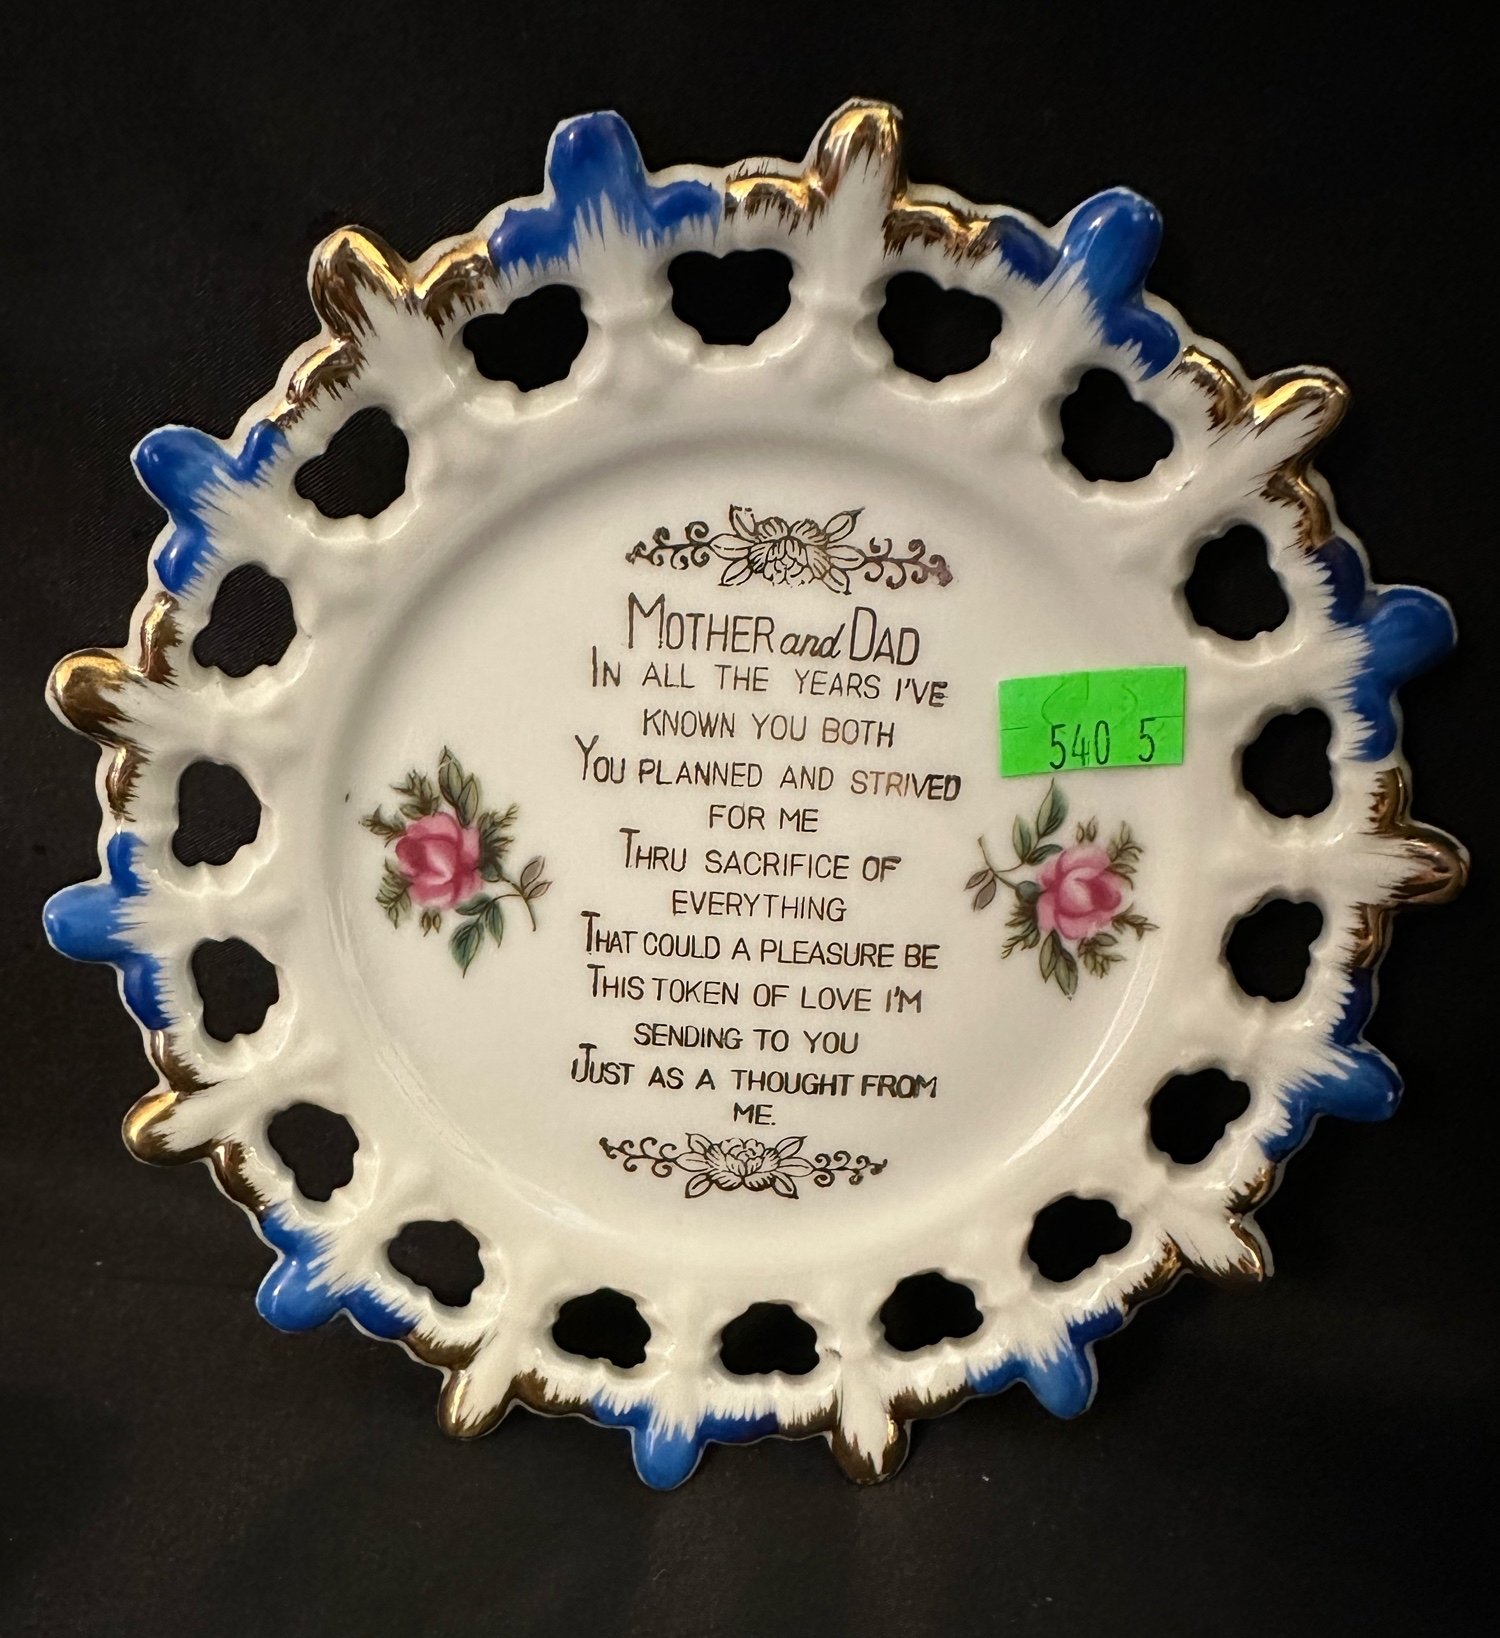 MOTHER and DAD
IN ALL THE YEARS I'VE
KNOWN YOU BOTH
YOU PLANNED AND STRIVED
FOR ME
THRU SACRIFICE OF
EVERYTHING
THAT COULD A PLEASURE BE
THIS TOKEN OF LOVE I'M
SENDING TO YOU
JUST AS A THOUGHT FROM
ME.
540 5